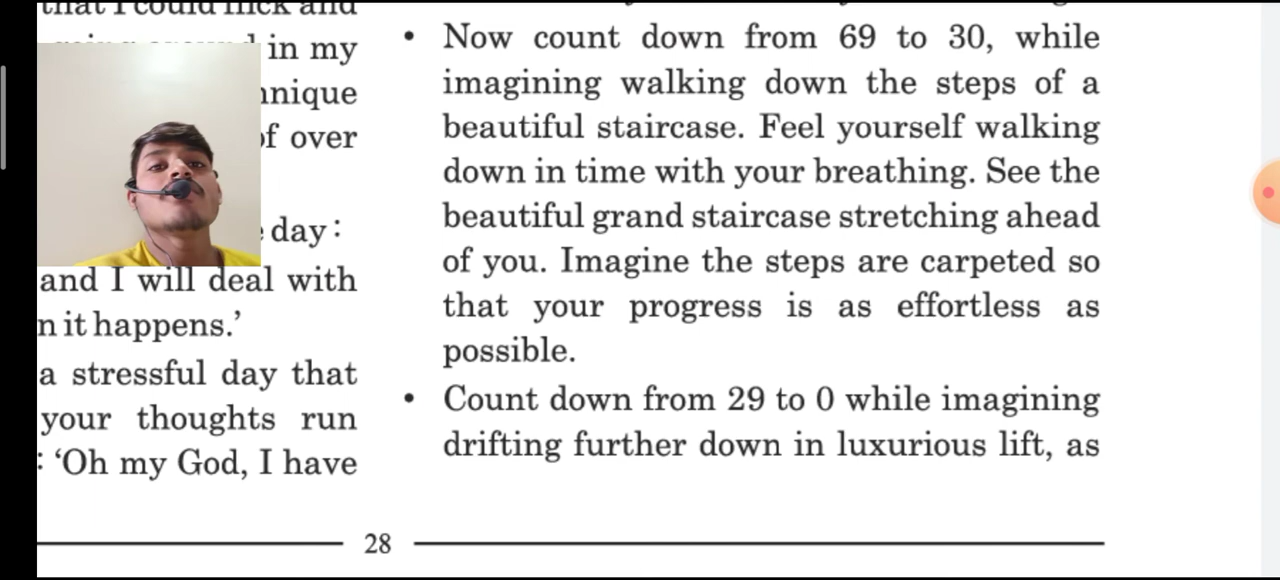 that I could flick and
in my
of over
day :
and I will deal with
it happens.’
a stressful day that
your thoughts run
: ‘Oh my God, I have
• Now count down from 69 to 30, while
imagining walking down the steps of a
beautiful staircase. Feel yourself walking
down in time with your breathing. See the
beautiful grand staircase stretching ahead
of you. Imagine the steps are carpeted so
that your progress is as effortless as
possible.
• Count down from 29 to 0 while imagining
drifting further down in luxurious lift, as
28